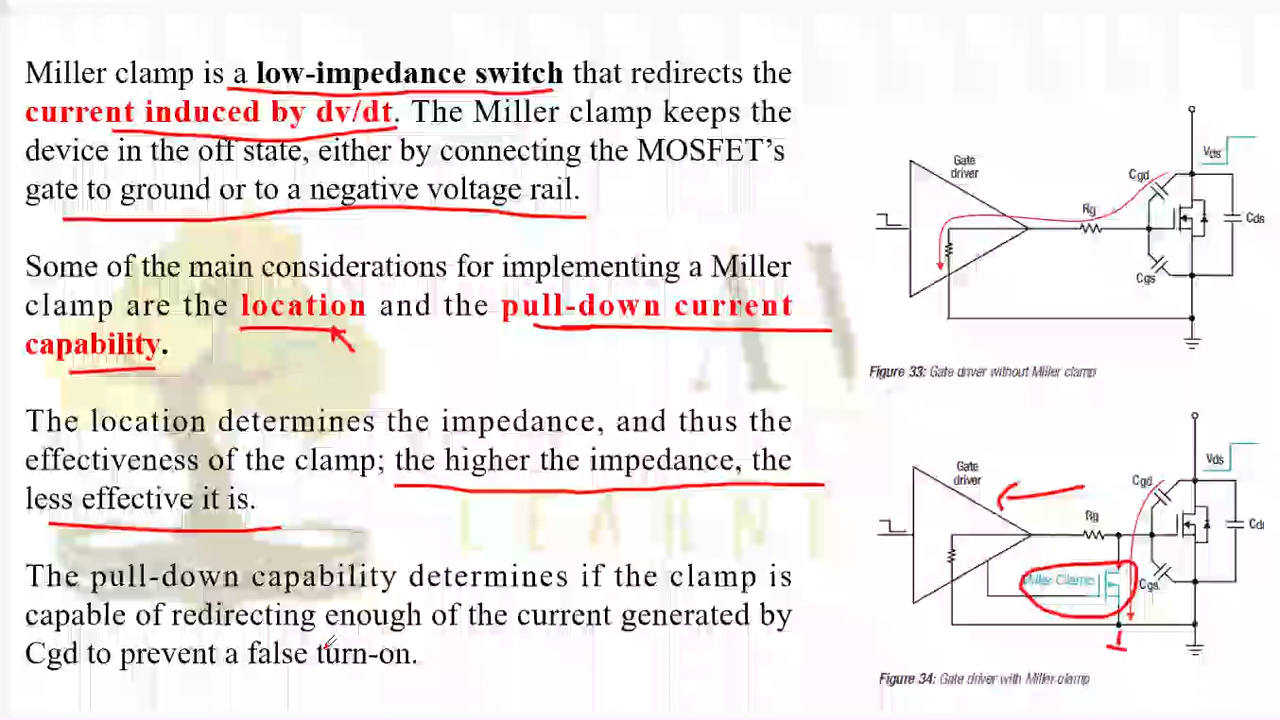 Miller clamp is a low-impedance switch that redirects the
current induced by dv/dt. The Miller clamp keeps the
device in the off state, either by connecting the MOSFET's
gate to ground or to a negative voltage rail.
Some of the main considerations for implementing a Miller
clamp are the location and the pull-down current
capability.
The location determines the impedance, and thus the
effectiveness of the clamp; the higher the impedance, the
less effective it is.
The pull-down capability determines if the clamp is
capable of redirecting enough of the current generated by
Cgd to prevent a false turn-on.
Gate
driver
Rg
Cgd
Cgs
Vds
Cds
Figure 33: Gate driver without Miller clamp
Gate
driver
Rg
Cgd
Miller Clamp
Cgs
Vds
Cd
Figure 34: Gate driver with Miller clamp
LEARN